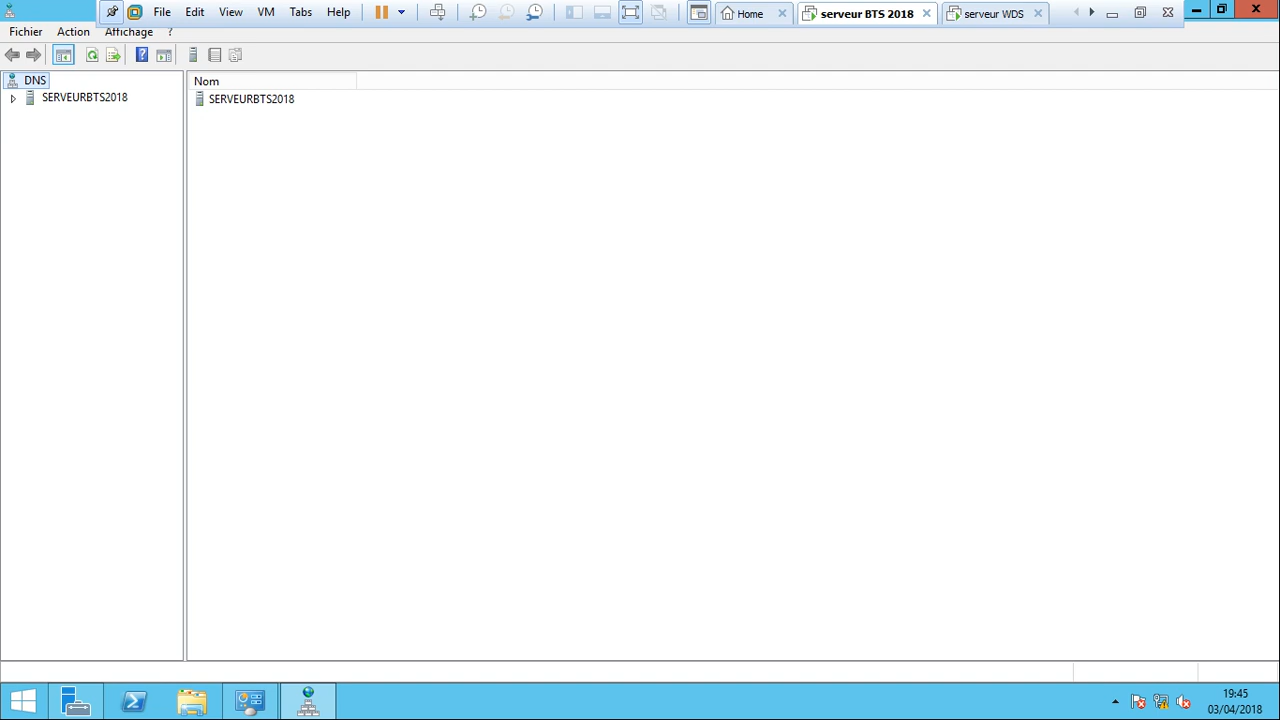 File Edit View VM Tabs Help Home serveur BTS 2018 serveur WDS
Fichier Action Affichage ?
DNS
SERVEURBTS2018
Nom
SERVEURBTS2018
19:45
03/04/2018